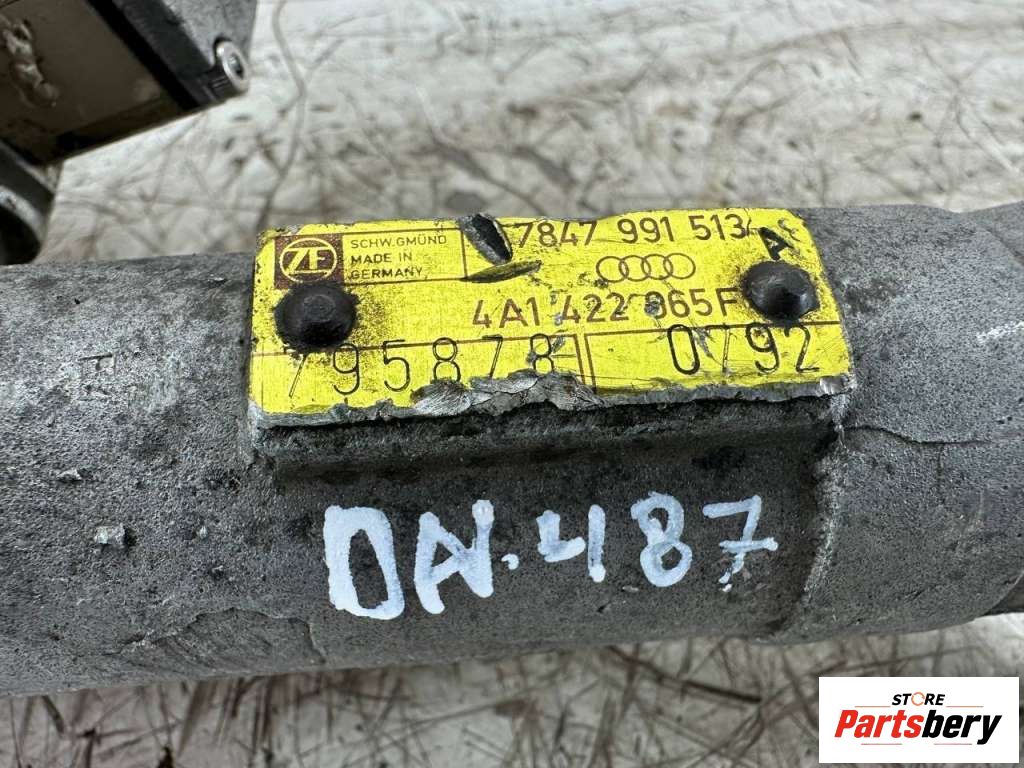 ZF
SCHW.GMÜND
MADE IN
GERMANY
7847 991 513
4A1 422 065F
795878
0792
DA.487
STORE
Partsbery